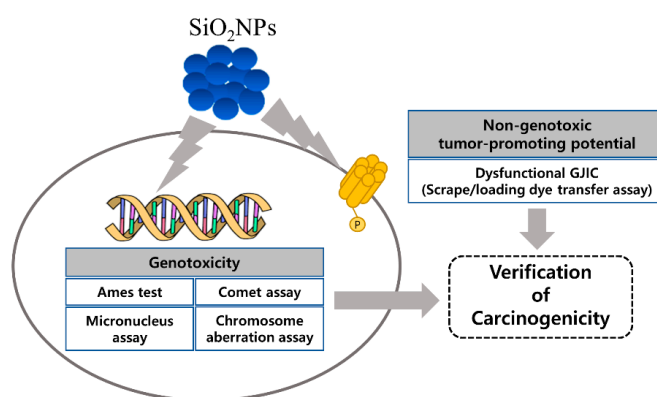 SiO₂NPs
Non-genotoxic
tumor-promoting potential
Dysfunctional GJIC
(Scrape/loading dye transfer assay)
P
Genotoxicity
Ames test
Comet assay
Micronucleus
assay
Chromosome
aberration assay
Verification
of
Carcinogenicity